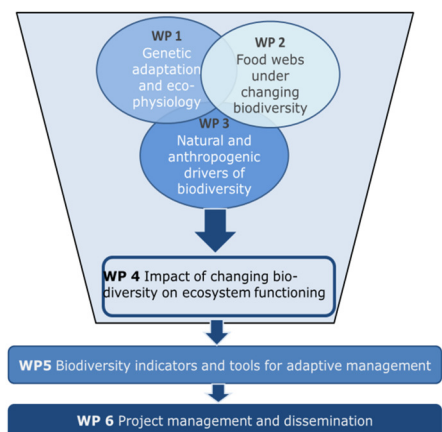 WP 1
Genetic
adaptation
and eco-
physiology
WP 2
Food webs
under
changing
biodiversity
WP 3
Natural and
anthropogenic
drivers of
biodiversity
WP 4 Impact of changing bio-
diversity on ecosystem functioning
WP5 Biodiversity indicators and tools for adaptive management
WP 6 Project management and dissemination